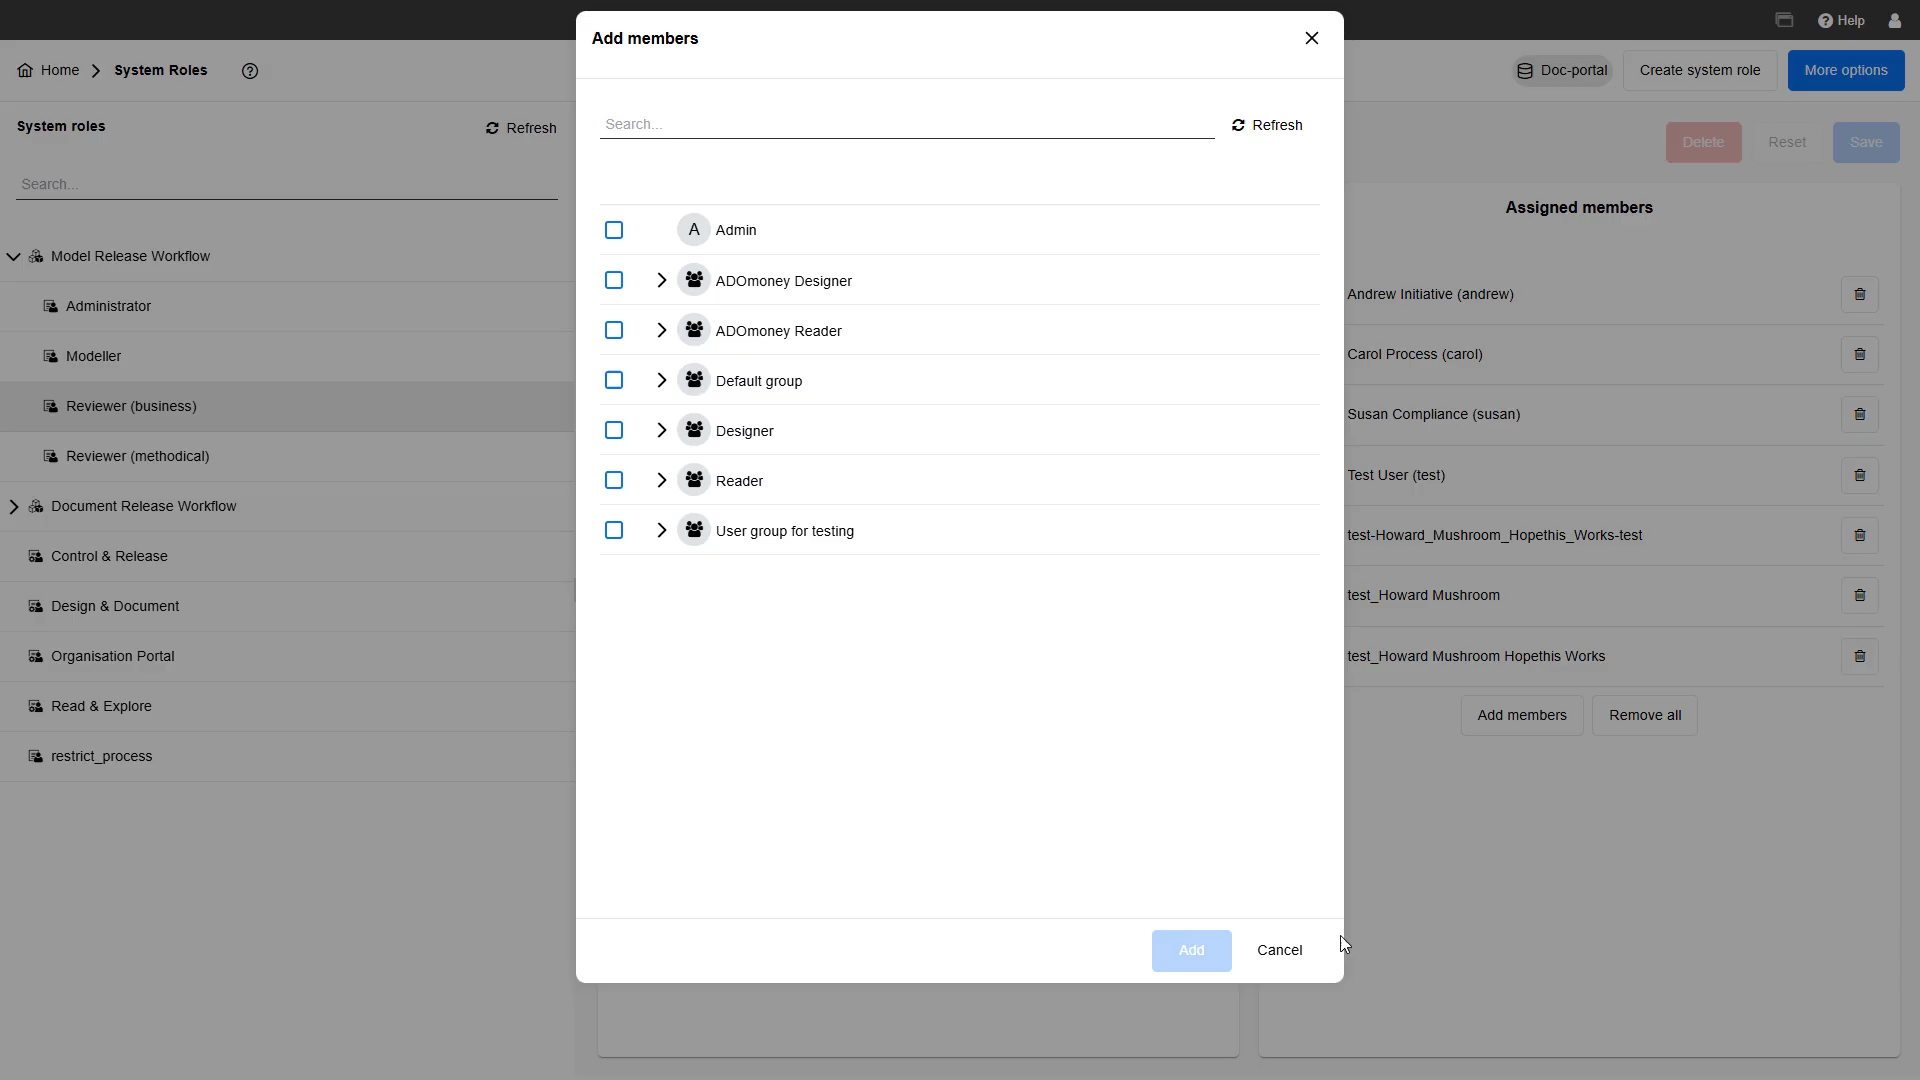 Help
Home
System Roles
Doc-portal
Create system role
More options
System roles
Refresh
Search...
Model Release Workflow
Administrator
Modeller
Reviewer (business)
Reviewer (methodical)
Document Release Workflow
Control & Release
Design & Document
Organisation Portal
Read & Explore
restrict_process
Add members
Search...
Refresh
A Admin
ADOmoney Designer
ADOmoney Reader
Default group
Designer
Reader
User group for testing
Add
Cancel
Delete
Reset
Save
Assigned members
Andrew Initiative (andrew)
Carol Process (carol)
Susan Compliance (susan)
Test User (test)
test-Howard_Mushroom_Hopethis_Works-test
test_Howard Mushroom
test_Howard Mushroom Hopethis Works
Add members
Remove all